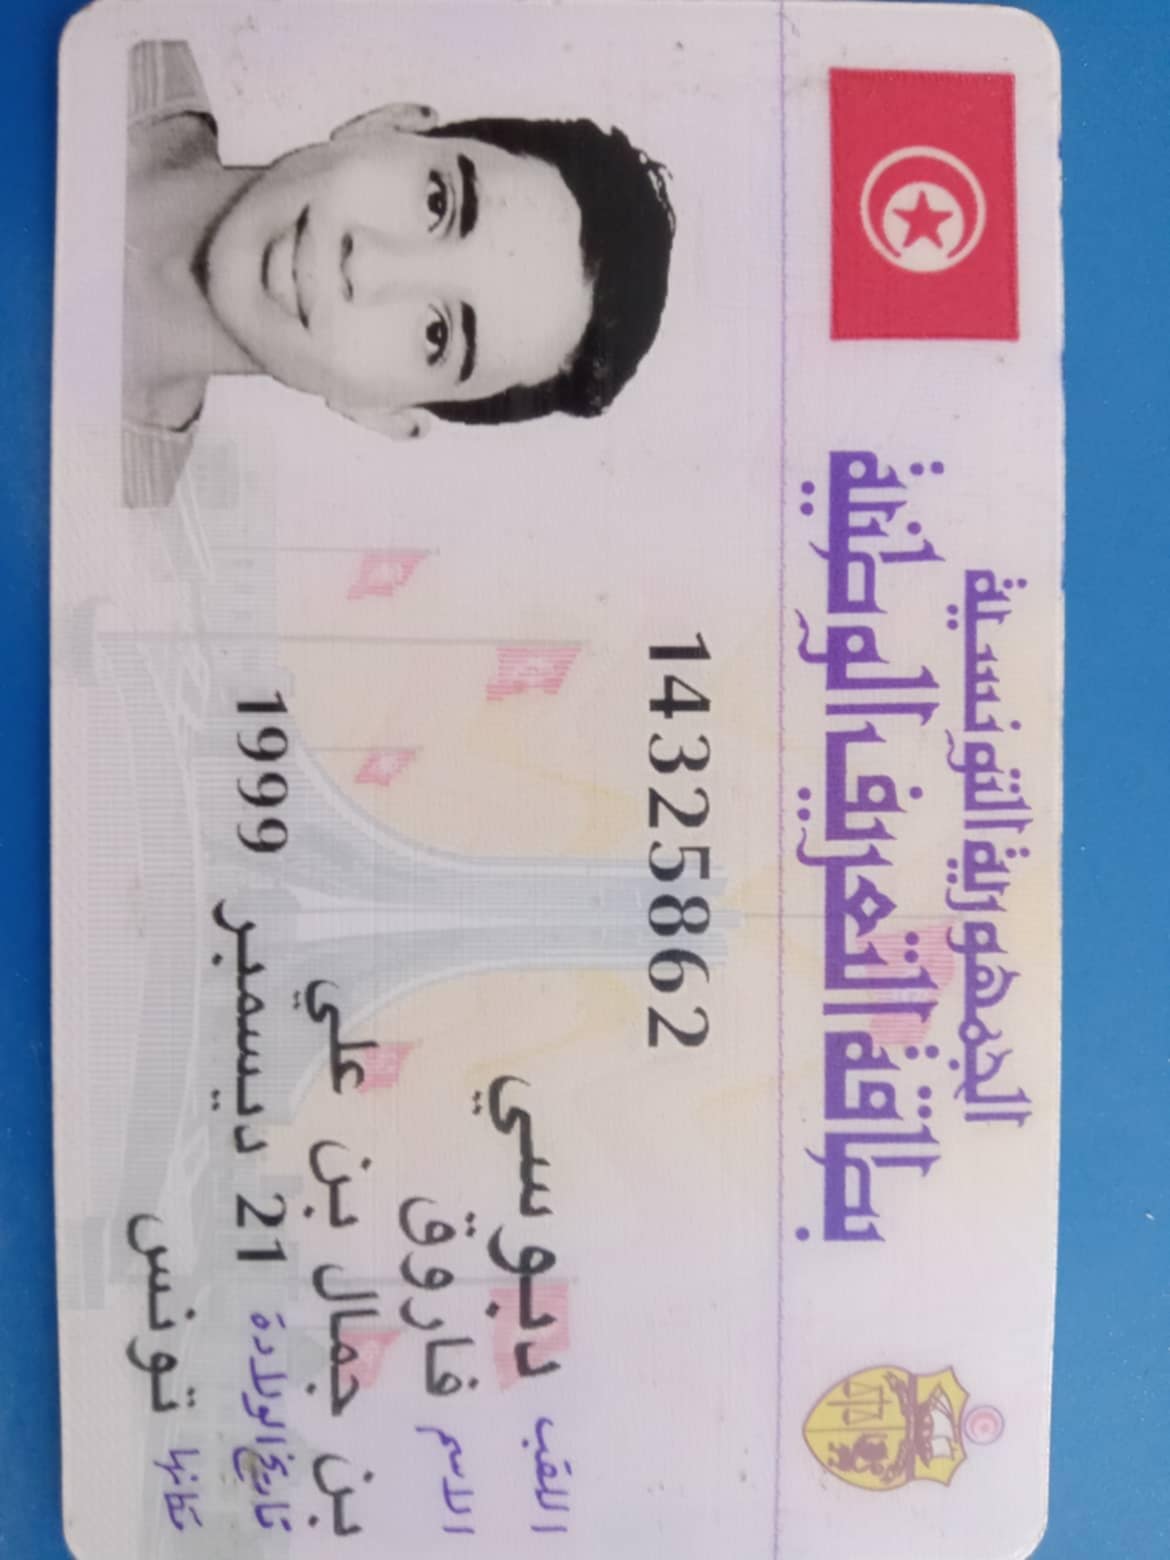 الجمهورية التونسية
بطاقة التعريف الوطنية
14325862
اللقب دبوسي
الاسم فاروق
بن جمال بن علي
تاريخ الولادة 21 ديسمبر 1999
مكانها تونس